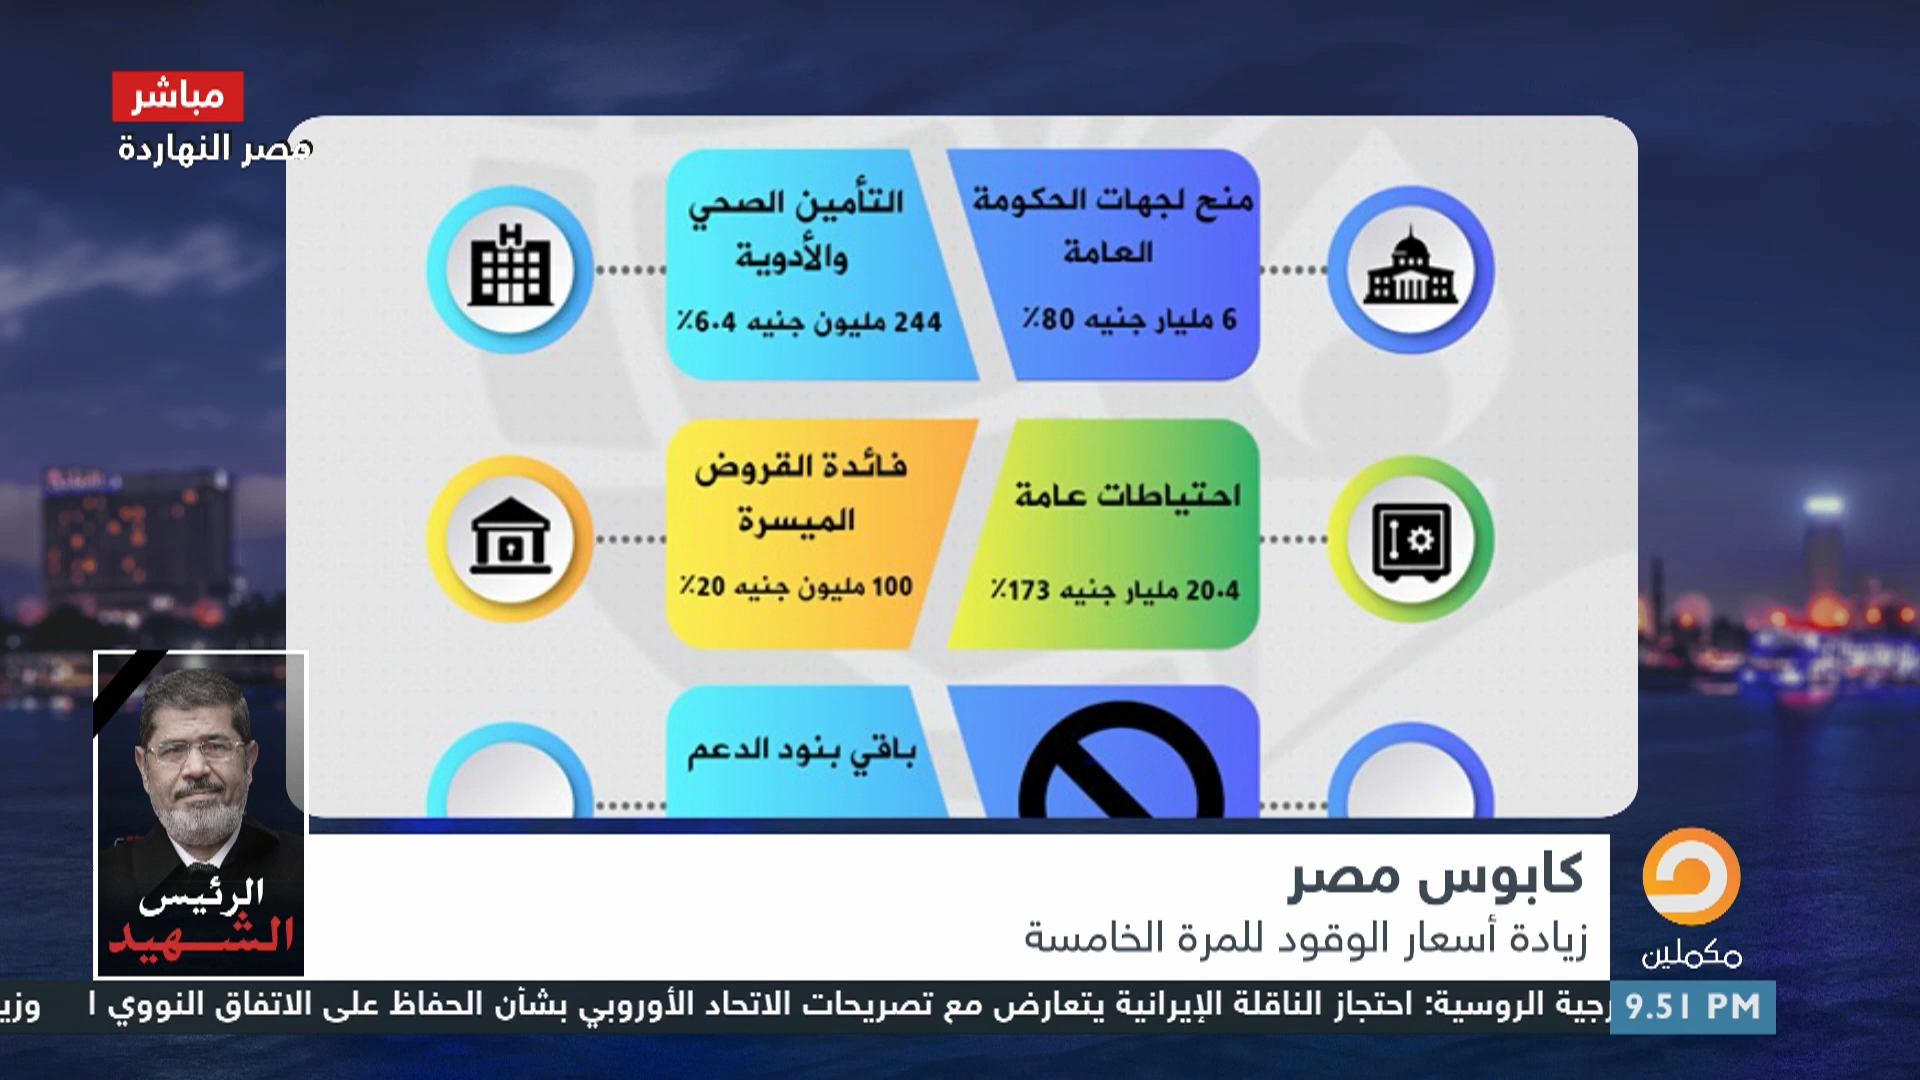 مباشر
مصر النهاردة
منح لجهات الحكومة
العامة
6 مليار جنيه 80٪
التأمين الصحي
والأدوية
244 مليون جنيه 6.4٪
احتياطات عامة
20.4 مليار جنيه 173٪
فائدة القروض
الميسرة
100 مليون جنيه 20٪
باقي بنود الدعم
الرئيس
الشهيد
كابوس مصر
زيادة أسعار الوقود للمرة الخامسة
مكملين
9.51 PM
رجية الروسية: احتجاز الناقلة الإيرانية يتعارض مع تصريحات الاتحاد الأوروبي بشأن الحفاظ على الاتفاق النووي ا وزي